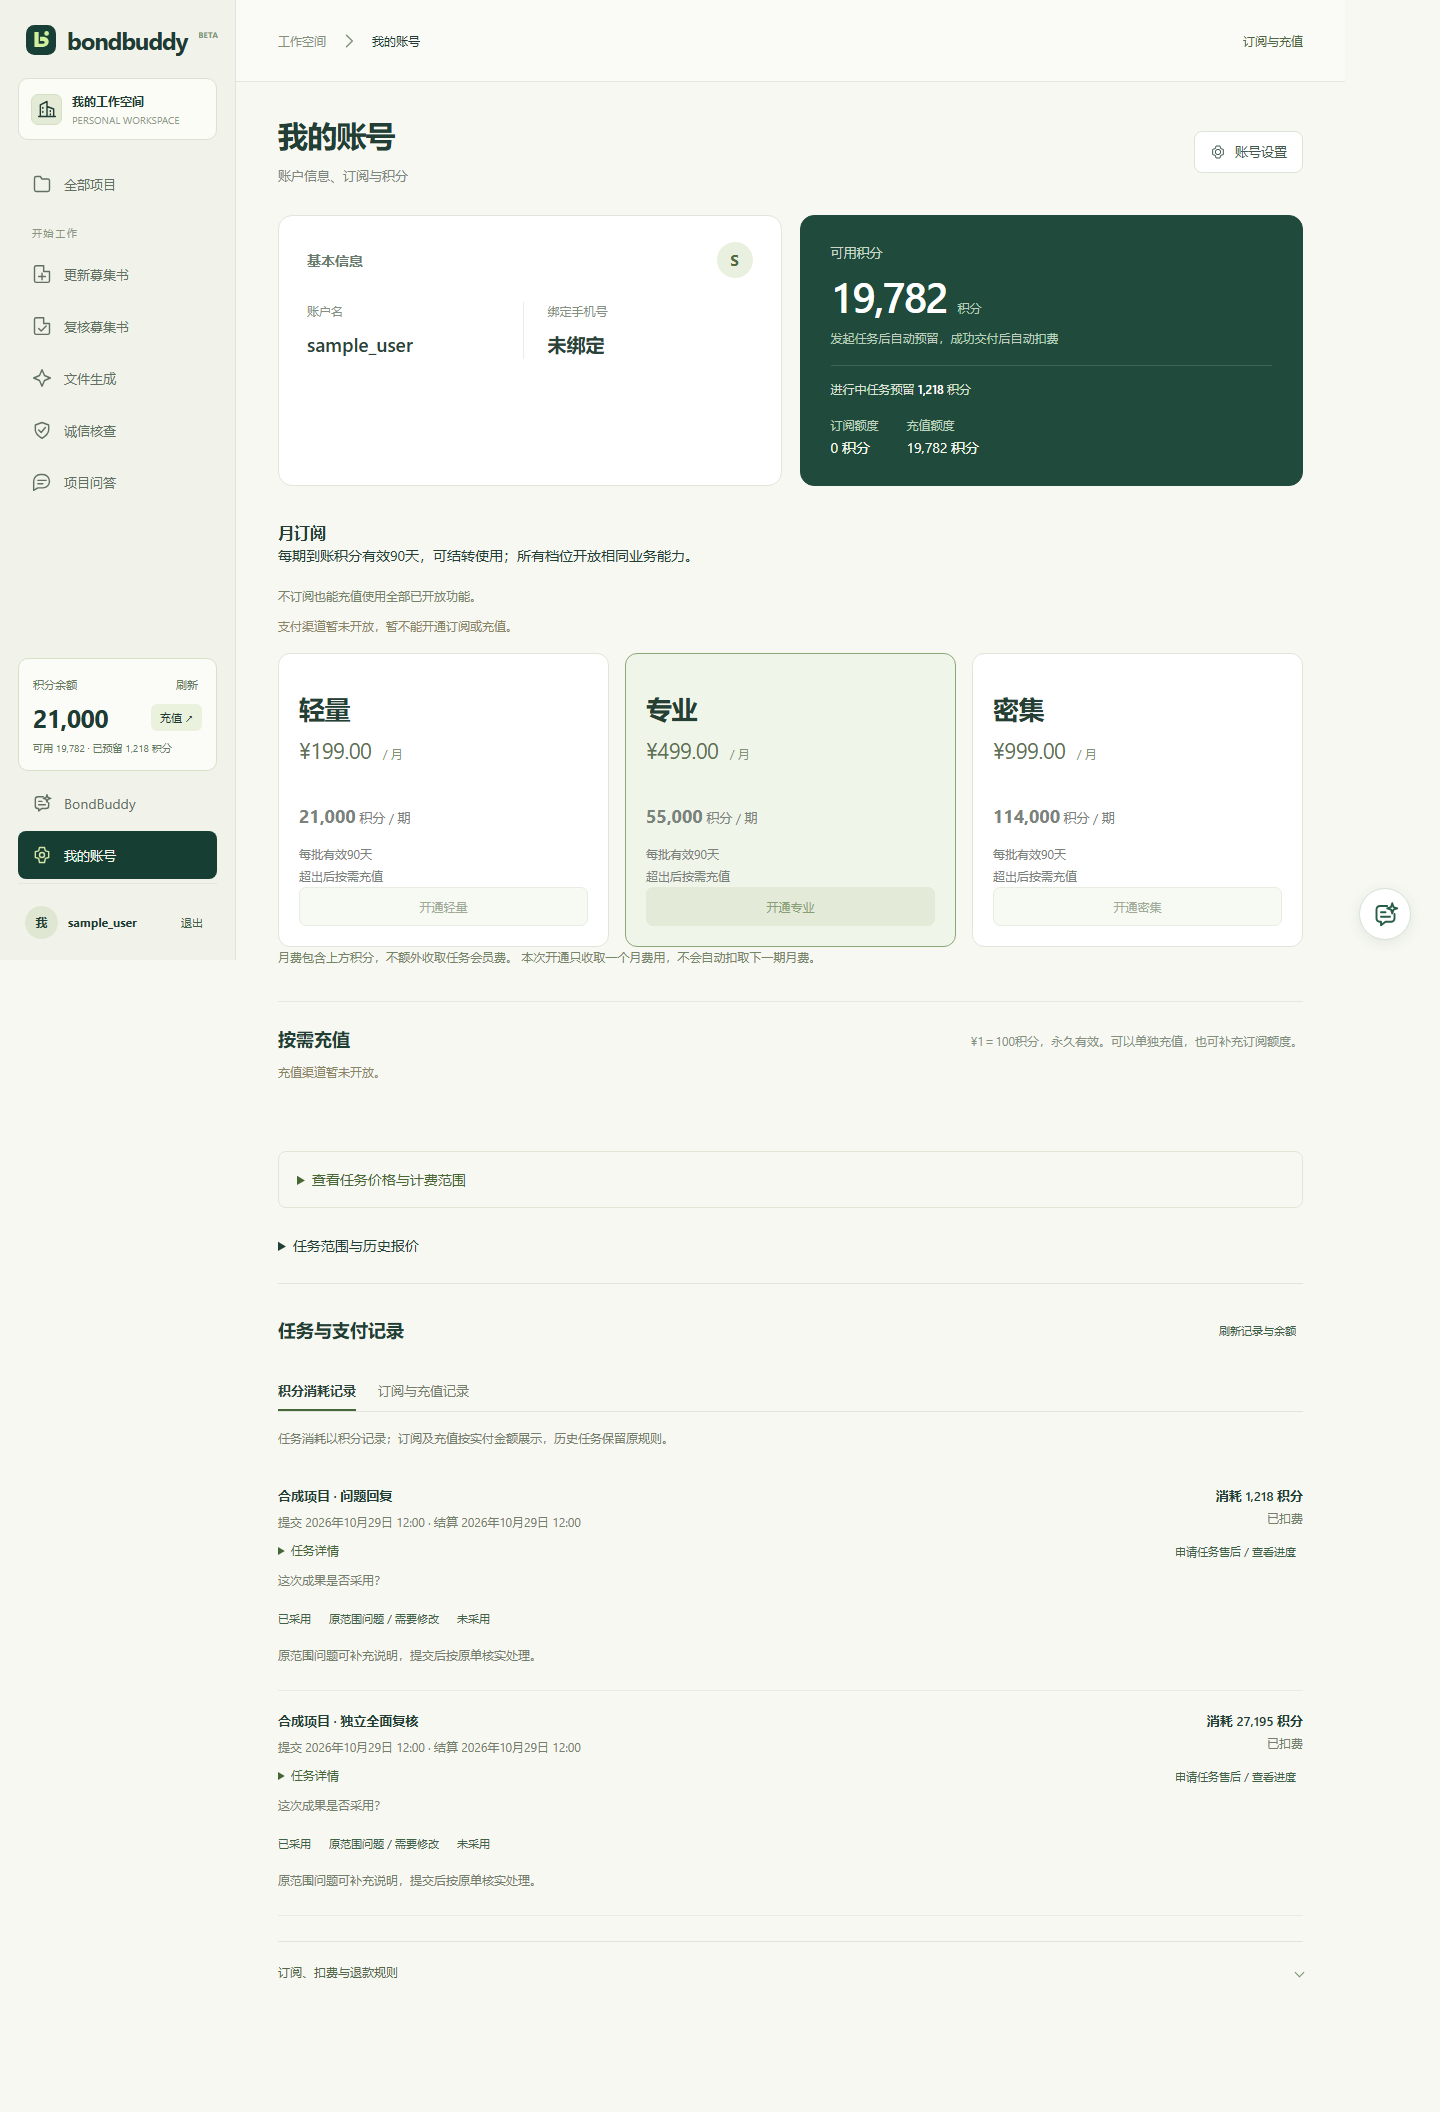 bondbuddy BETA
我的工作空间
PERSONAL WORKSPACE
全部项目
开始工作
更新募集书
复核募集书
文件生成
诚信核查
项目问答
积分余额 刷新
21,000 充值 ↗
可用 19,782 · 已预留 1,218 积分
BondBuddy
我的账号
我 sample_user 退出
工作空间 > 我的账号 订阅与充值
我的账号
账户信息、订阅与积分
账号设置
基本信息 S
账户名 绑定手机号
sample_user 未绑定
可用积分
19,782 积分
发起任务后自动预留，成功交付后自动扣费
进行中任务预留 1,218 积分
订阅额度 充值额度
0 积分 19,782 积分
月订阅
每期到账积分有效90天，可结转使用；所有档位开放相同业务能力。
不订阅也能充值使用全部已开放功能。
支付渠道暂未开放，暂不能开通订阅或充值。
轻量
¥199.00 / 月
21,000 积分 / 期
每批有效90天
超出后按需充值
开通轻量
专业
¥499.00 / 月
55,000 积分 / 期
每批有效90天
超出后按需充值
开通专业
密集
¥999.00 / 月
114,000 积分 / 期
每批有效90天
超出后按需充值
开通密集
月费包含上方积分，不额外收取任务会员费。 本次开通只收取一个月费用，不会自动扣取下一期月费。
按需充值 ¥1 = 100积分，永久有效。可以单独充值，也可补充订阅额度。
充值渠道暂未开放。
▶ 查看任务价格与计费范围
▶ 任务范围与历史报价
任务与支付记录 刷新记录与余额
积分消耗记录 订阅与充值记录
任务消耗以积分记录；订阅及充值按实付金额展示，历史任务保留原规则。
合成项目 · 问题回复 消耗 1,218 积分
提交 2026年10月29日 12:00 · 结算 2026年10月29日 12:00 已扣费
▶ 任务详情 申请任务售后 / 查看进度
这次成果是否采用？
已采用 原范围问题 / 需要修改 未采用
原范围问题可补充说明，提交后按原单核实处理。
合成项目 · 独立全面复核 消耗 27,195 积分
提交 2026年10月29日 12:00 · 结算 2026年10月29日 12:00 已扣费
▶ 任务详情 申请任务售后 / 查看进度
这次成果是否采用？
已采用 原范围问题 / 需要修改 未采用
原范围问题可补充说明，提交后按原单核实处理。
订阅、扣费与退款规则